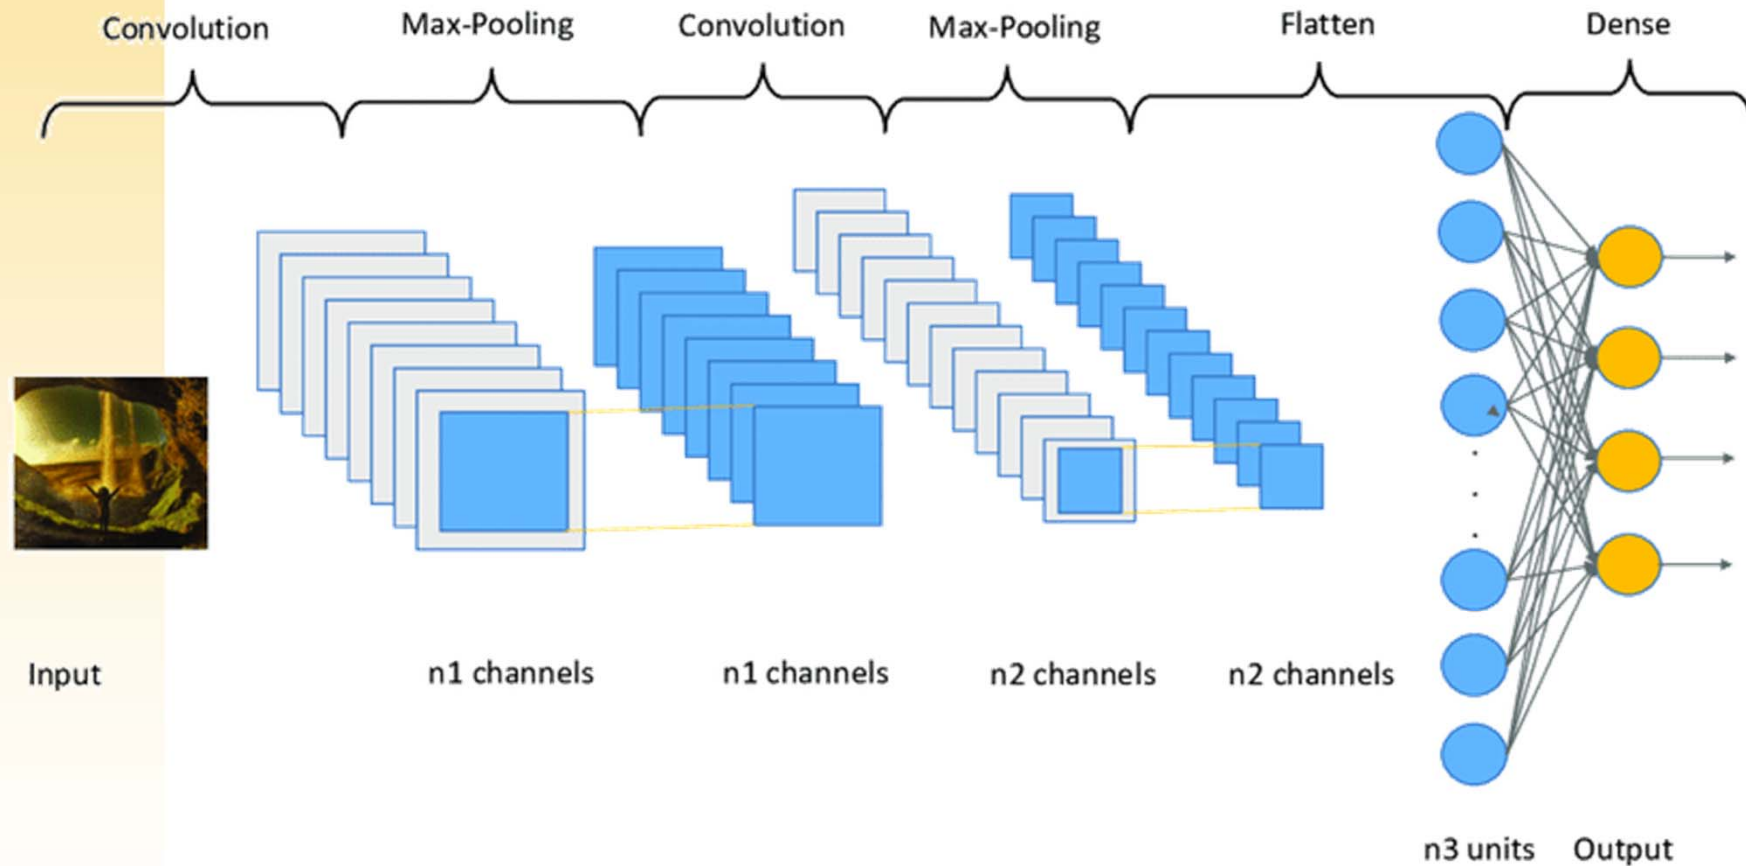 Convolution Max-Pooling Convolution Max-Pooling Flatten Dense
Input n1 channels n1 channels n2 channels n2 channels
n3 units Output